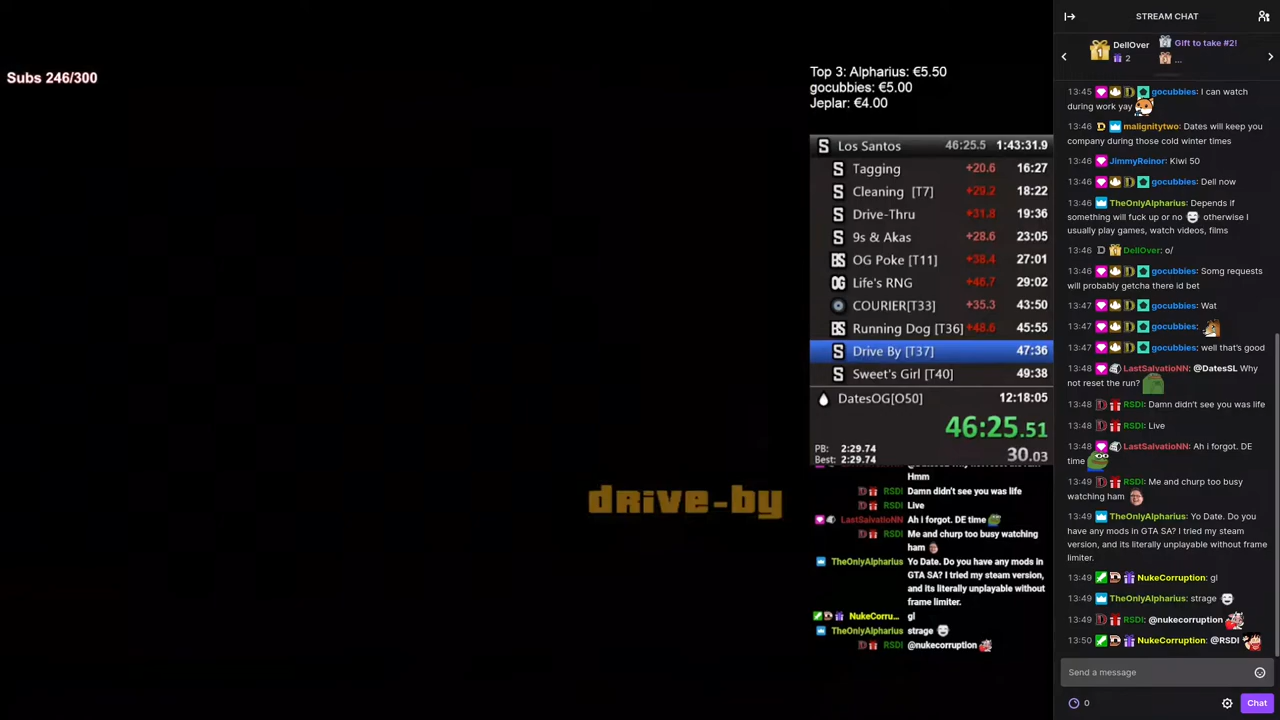 Subs 246/300
Top 3: Alpharius: €5.50
gocubbies: €5.00
Jeplar: €4.00
Los Santos 46:25.5 1:43:31.9
Tagging +20.6 16:27
Cleaning [T7] +29.2 18:22
Drive-Thru +31.8 19:36
9s & Akas +28.6 23:05
OG Poke [T11] +38.4 27:01
Life's RNG +46.7 29:02
COURIER[T33] +35.3 43:50
Running Dog [T36] +48.6 45:55
Drive By [T37] 47:36
Sweet's Girl [T40] 49:38
DatesOG[O50] 12:18:05
46:25.51
PB: 2:29.74
Best: 2:29.74
30.03
Hmm
RSDI Damn didn't see you was life
RSDI Live
LastSalvatioNN Ah i forgot. DE time
RSDI Me and churp too busy watching
ham
TheOnlyAlpharius Yo Date. Do you have any mods in
GTA SA? I tried my steam version,
and its literally unplayable without
frame limiter.
NukeCorru... gl
TheOnlyAlpharius strage
RSDI @nukecorruption
DRIVE-BY
STREAM CHAT
DellOver
2
Gift to take #2!
...
13:45 gocubbies: I can watch
during work yay
13:46 malignitytwo: Dates will keep you
company during those cold winter times
13:46 JimmyReinor: Kiwi 50
13:46 gocubbies: Dell now
13:46 TheOnlyAlpharius: Depends if
something will fuck up or no otherwise I
usually play games, watch videos, films
13:46 DellOver: o/
13:46 gocubbies: Somg requests
will probably getcha there id bet
13:47 gocubbies: Wat
13:47 gocubbies:
13:47 gocubbies: well that's good
13:48 LastSalvatioNN: @DatesSL Why
not reset the run?
13:48 RSDI: Damn didn't see you was life
13:48 RSDI: Live
13:48 LastSalvatioNN: Ah i forgot. DE
time
13:49 RSDI: Me and churp too busy
watching ham
13:49 TheOnlyAlpharius: Yo Date. Do you
have any mods in GTA SA? I tried my steam
version, and its literally unplayable without frame
limiter.
13:49 NukeCorruption: gl
13:49 TheOnlyAlpharius: strage
13:49 RSDI: @nukecorruption
13:50 NukeCorruption: @RSDI
Send a message
0
Chat